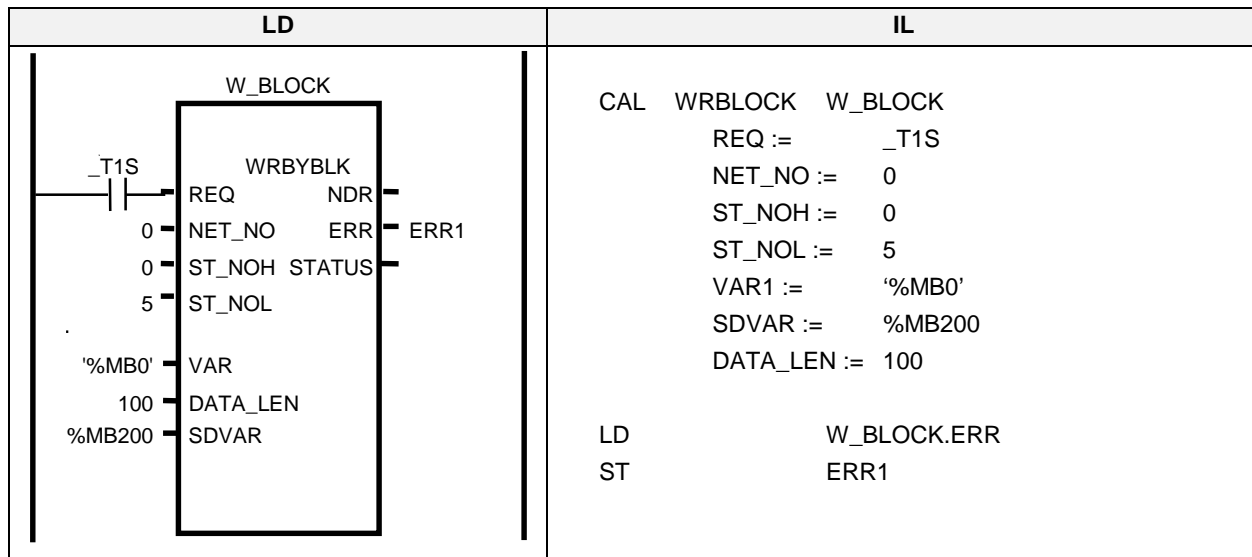 LD
IL
W_BLOCK
_T1S
WRBYBLK
REQ NDR
0 NET_NO ERR ERR1
0 ST_NOH STATUS
5 ST_NOL
.
'%MB0' VAR
100 DATA_LEN
%MB200 SDVAR
CAL WRBLOCK W_BLOCK
REQ := _T1S
NET_NO := 0
ST_NOH := 0
ST_NOL := 5
VAR1 := ‘%MB0’
SDVAR := %MB200
DATA_LEN := 100
LD W_BLOCK.ERR
ST ERR1